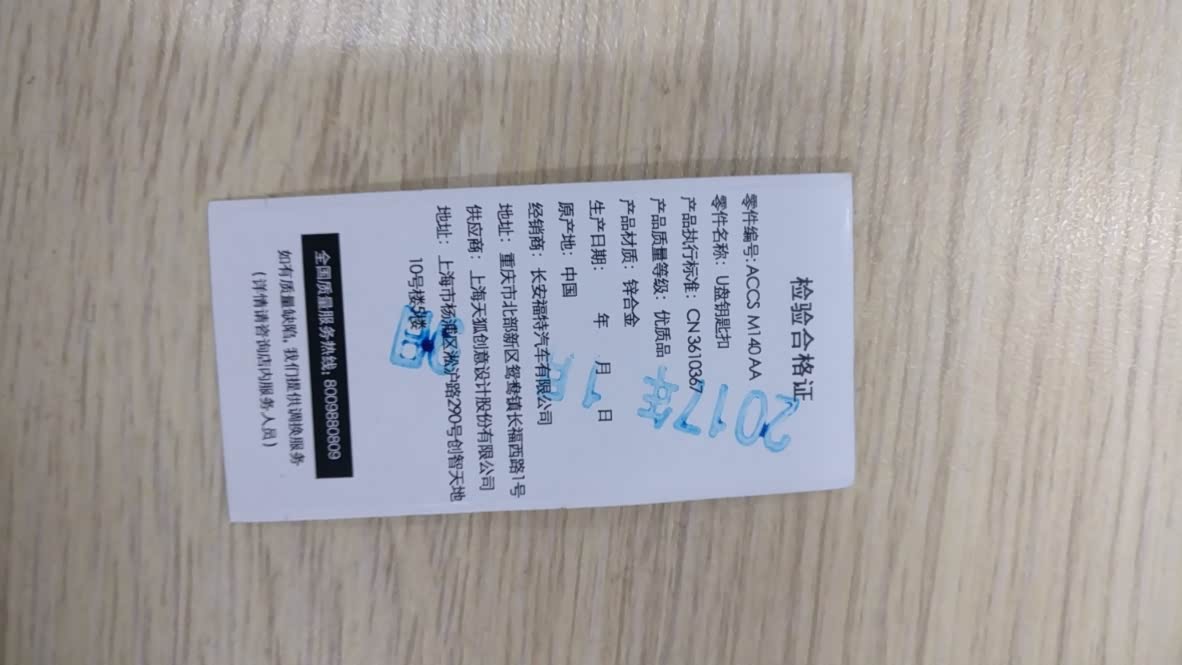 检验合格证
零件编号: ACCS M140 AA
零件名称: U盘钥匙扣
产品执行标准: CN 3610367
产品质量等级: 优质品
产品材质: 锌合金
生产日期: 年 月 日
2017年
原产地: 中国
经销商: 长安福特汽车有限公司
地址: 重庆市北部新区鸳鸯镇长福西路1号
供应商: 上海天狐创意设计股份有限公司
地址: 上海市杨浦区淞沪路290号创智天地
10号楼9楼
全国质量服务热线: 8009880809
如有质量缺陷, 我们提供调换服务
(详情请咨询店内服务人员)